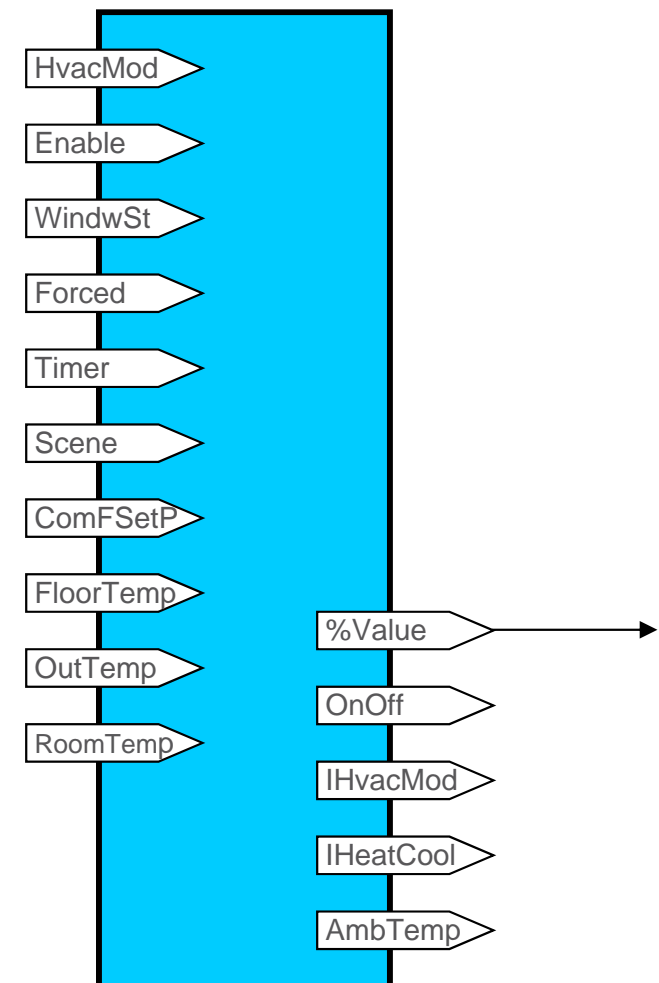 HvacMod
Enable
WindwSt
Forced
Timer
Scene
ComFSetP
FloorTemp
OutTemp
RoomTemp
%Value
OnOff
IHvacMod
IHeatCool
AmbTemp